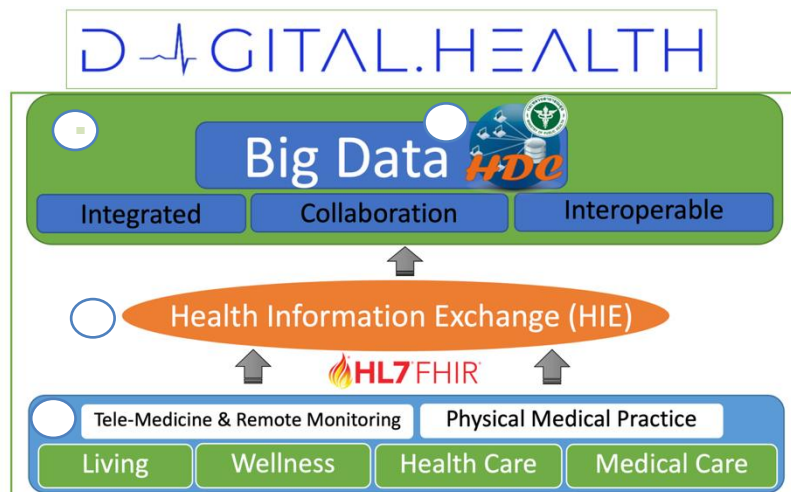 DIGITAL.HEALTH
Big Data
HDC
Integrated
Collaboration
Interoperable
Health Information Exchange (HIE)
HL7 FHIR
Tele-Medicine & Remote Monitoring
Physical Medical Practice
Living
Wellness
Health Care
Medical Care